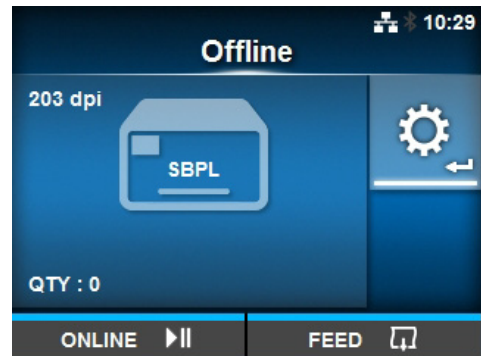 10:29
Offline
203 dpi
SBPL
QTY : 0
ONLINE FEED